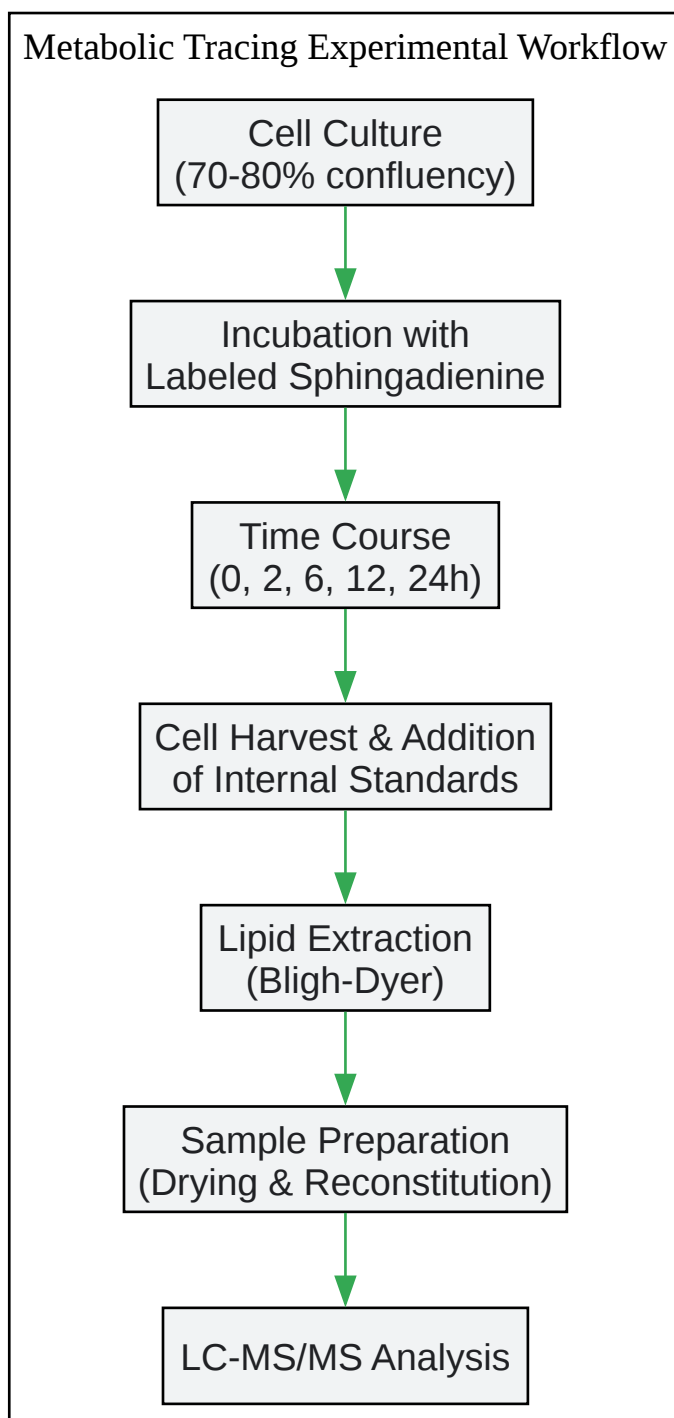 Metabolic Tracing Experimental Workflow
Cell Culture
(70-80% confluency)
Incubation with
Labeled Sphingadienine
Time Course
(0, 2, 6, 12, 24h)
Cell Harvest & Addition
of Internal Standards
Lipid Extraction
(Bligh-Dyer)
Sample Preparation
(Drying & Reconstitution)
LC-MS/MS Analysis